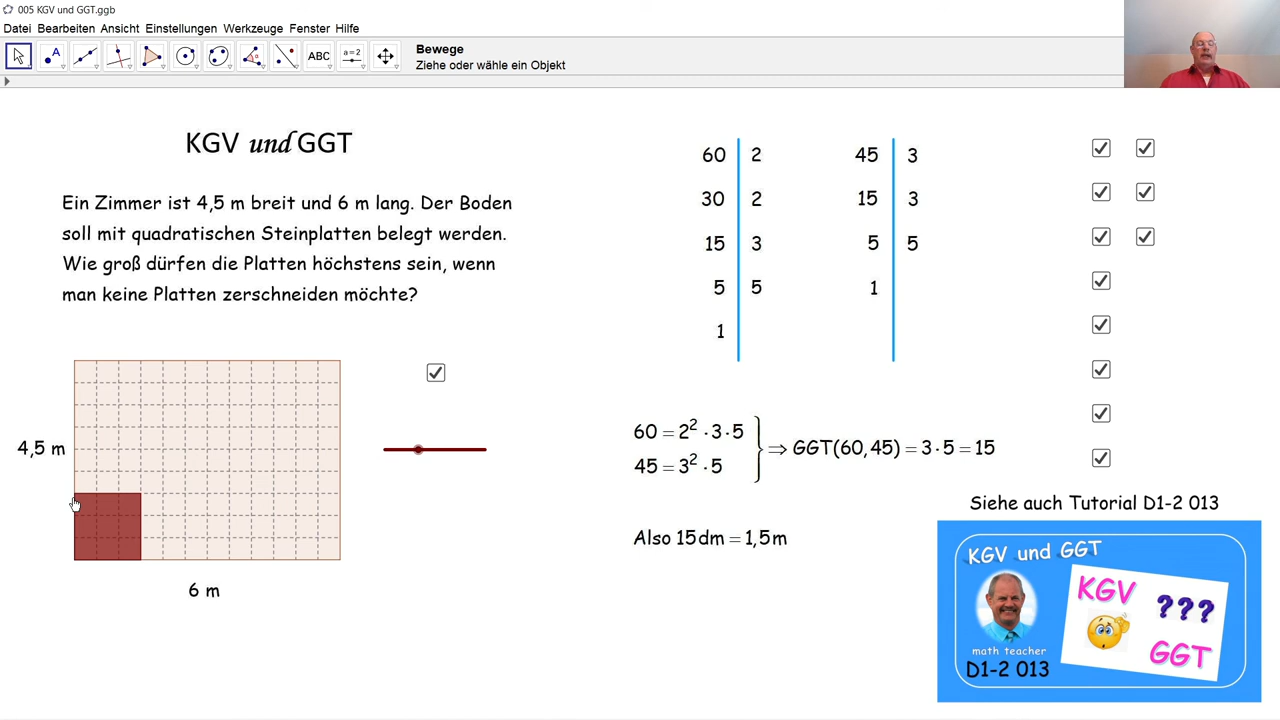 005 KGV und GGT.ggb
Datei Bearbeiten Ansicht Einstellungen Werkzeuge Fenster Hilfe
A
ABC
a=2
Bewege
Ziehe oder wähle ein Objekt
KGV und GGT
Ein Zimmer ist 4,5 m breit und 6 m lang. Der Boden
soll mit quadratischen Steinplatten belegt werden.
Wie groß dürfen die Platten höchstens sein, wenn
man keine Platten zerschneiden möchte?
4,5 m
6 m
60 2 45 3
30 2 15 3
15 3 5 5
5 5 1
1
60 = 2² · 3 · 5
45 = 3² · 5
⇒ GGT(60,45) = 3 · 5 = 15
Also 15 dm = 1,5 m
Siehe auch Tutorial D1-2 013
KGV und GGT
KGV
???
GGT
math teacher
D1-2 013